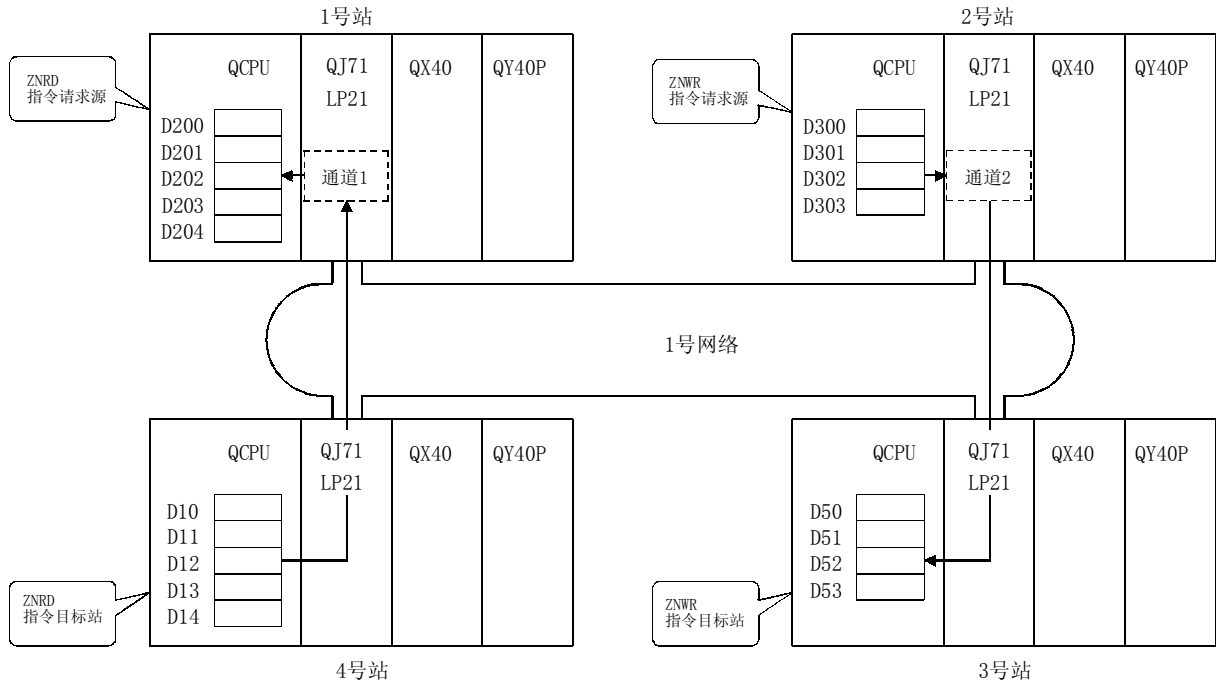 1号站
ZNRD
指令请求源
QCPU
D200
D201
D202
D203
D204
QJ71
LP21
通道1
QX40
QY40P
2号站
ZNWR
指令请求源
QCPU
D300
D301
D302
D303
QJ71
LP21
通道2
QX40
QY40P
1号网络
ZNRD
指令目标站
QCPU
D10
D11
D12
D13
D14
QJ71
LP21
QX40
QY40P
4号站
ZNWR
指令目标站
QCPU
D50
D51
D52
D53
QJ71
LP21
QX40
QY40P
3号站